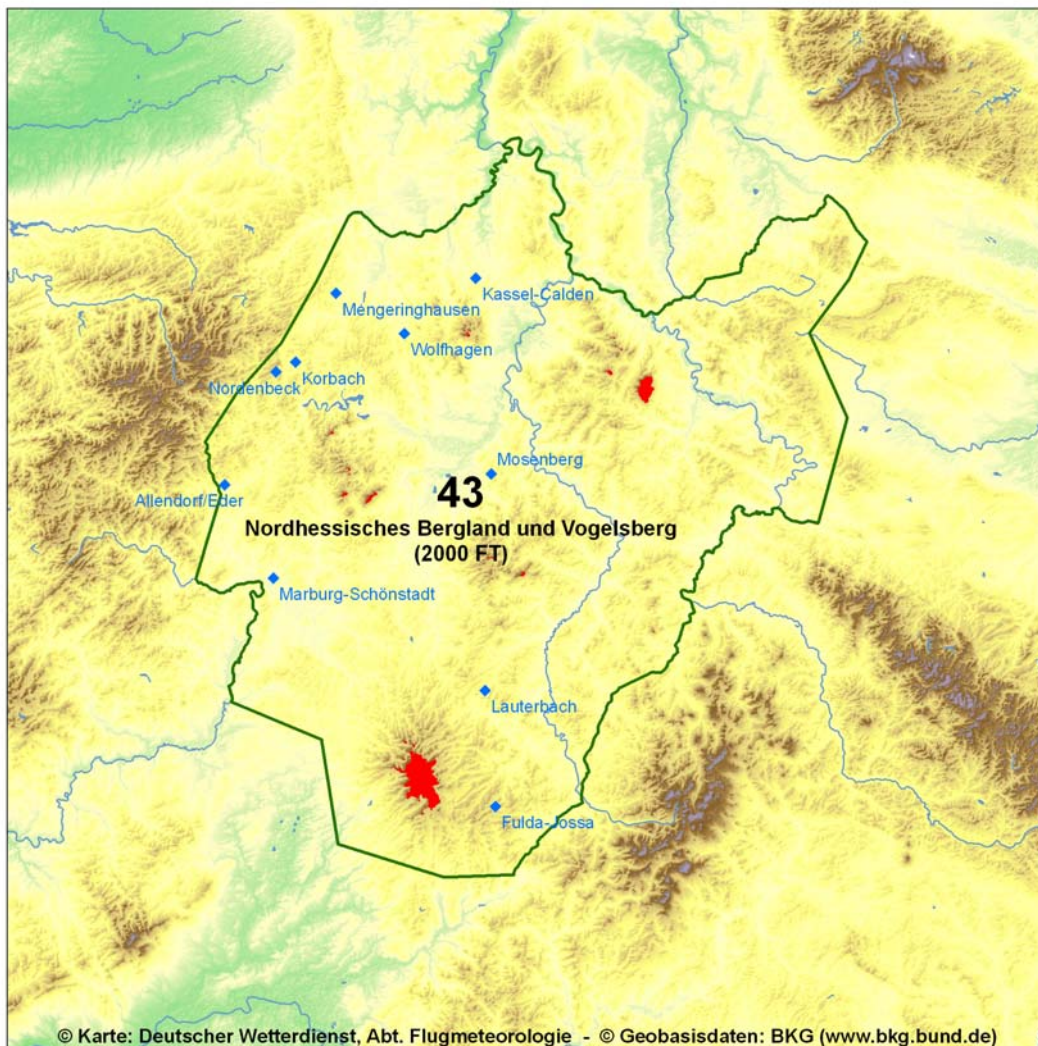 Kassel-Calden
Mengeringhausen
Wolfhagen
Korbach
Nordenbeck
Mosenberg
Allendorf/Eder
43
Nordhessisches Bergland und Vogelsberg
(2000 FT)
Marburg-Schönstadt
Lauterbach
Fulda-Jossa
© Karte: Deutscher Wetterdienst, Abt. Flugmeteorologie - © Geobasisdaten: BKG (www.bkg.bund.de)